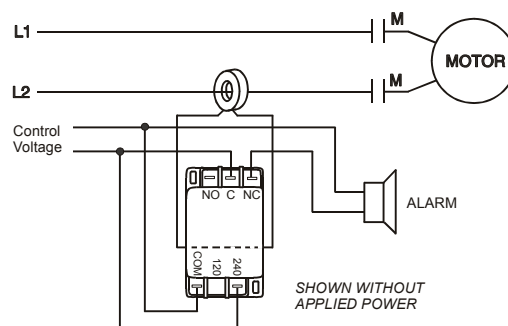 L1
M
MOTOR
L2
M
Control
Voltage
NO C NC
ALARM
COM 120 240
SHOWN WITHOUT
APPLIED POWER